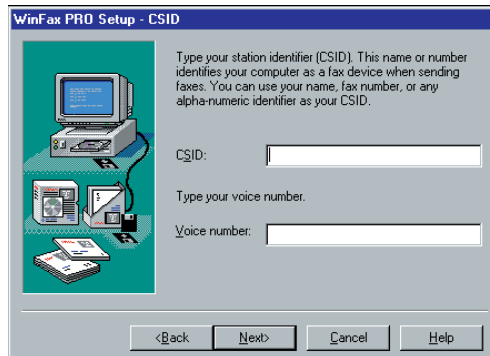 WinFax PRO Setup - CSID
Type your station identifier (CSID). This name or number
identifies your computer as a fax device when sending
faxes. You can use your name, fax number, or any
alpha-numeric identifier as your CSID.
CSID:
Type your voice number.
Voice number:
<Back Next> Cancel Help